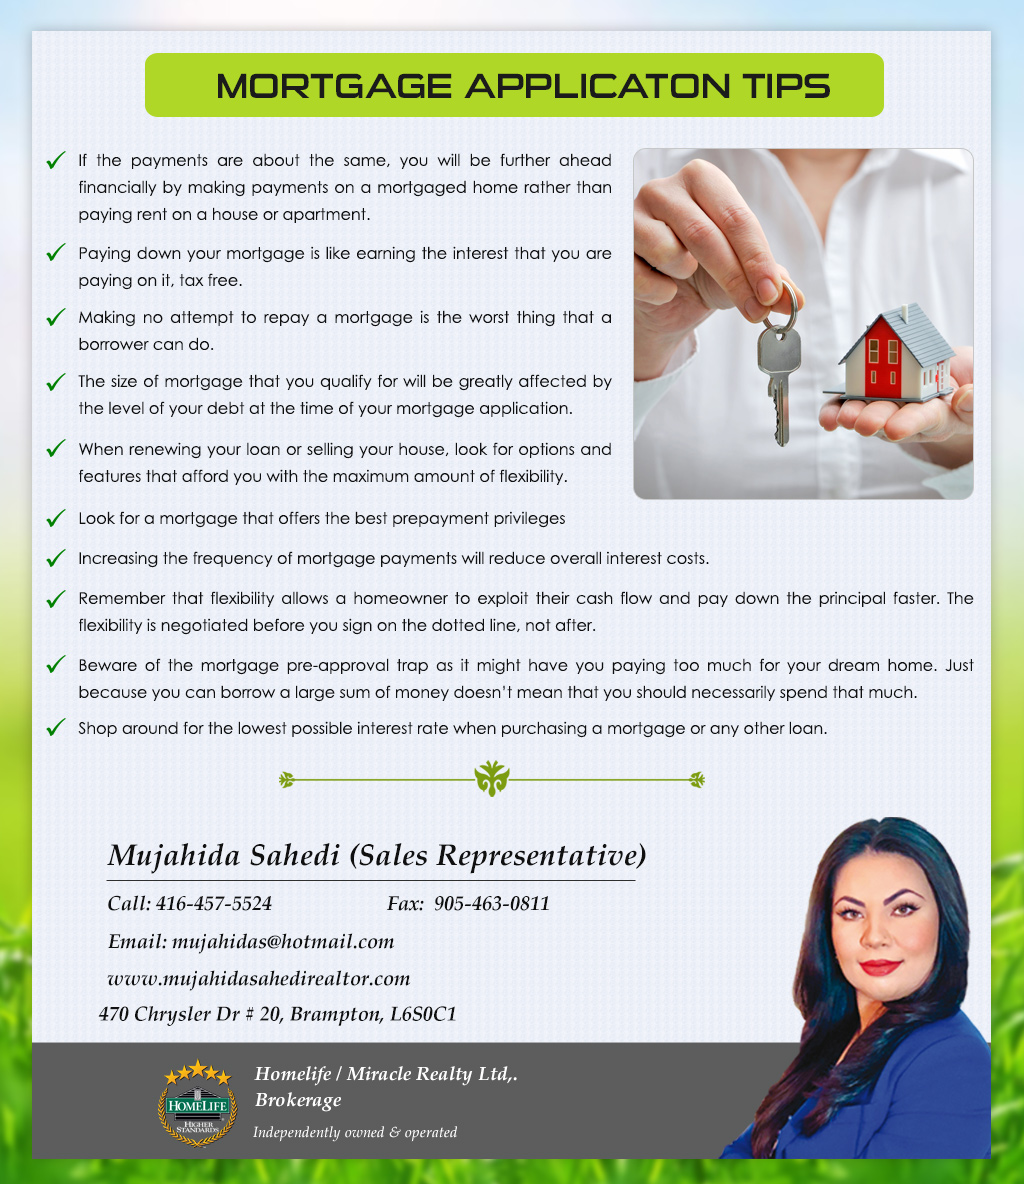 MORTGAGE APPLICATON TIPS
If the payments are about the same, you will be further ahead
financially by making payments on a mortgaged home rather than
paying rent on a house or apartment.
Paying down your mortgage is like earning the interest that you are
paying on it, tax free.
Making no attempt to repay a mortgage is the worst thing that a
borrower can do.
The size of mortgage that you qualify for will be greatly affected by
the level of your debt at the time of your mortgage application.
When renewing your loan or selling your house, look for options and
features that afford you with the maximum amount of flexibility.
Look for a mortgage that offers the best prepayment privileges
Increasing the frequency of mortgage payments will reduce overall interest costs.
Remember that flexibility allows a homeowner to exploit their cash flow and pay down the principal faster. The
flexibility is negotiated before you sign on the dotted line, not after.
Beware of the mortgage pre-approval trap as it might have you paying too much for your dream home. Just
because you can borrow a large sum of money doesn't mean that you should necessarily spend that much.
Shop around for the lowest possible interest rate when purchasing a mortgage or any other loan.
Mujahida Sahedi (Sales Representative)
Call: 416-457-5524 Fax: 905-463-0811
Email: mujahidas@hotmail.com
www.mujahidasahedirealtor.com
470 Chrysler Dr # 20, Brampton, L6S0C1
HOMELIFE
HIGHER
STANDARDS
Homelife / Miracle Realty Ltd,.
Brokerage
Independently owned & operated